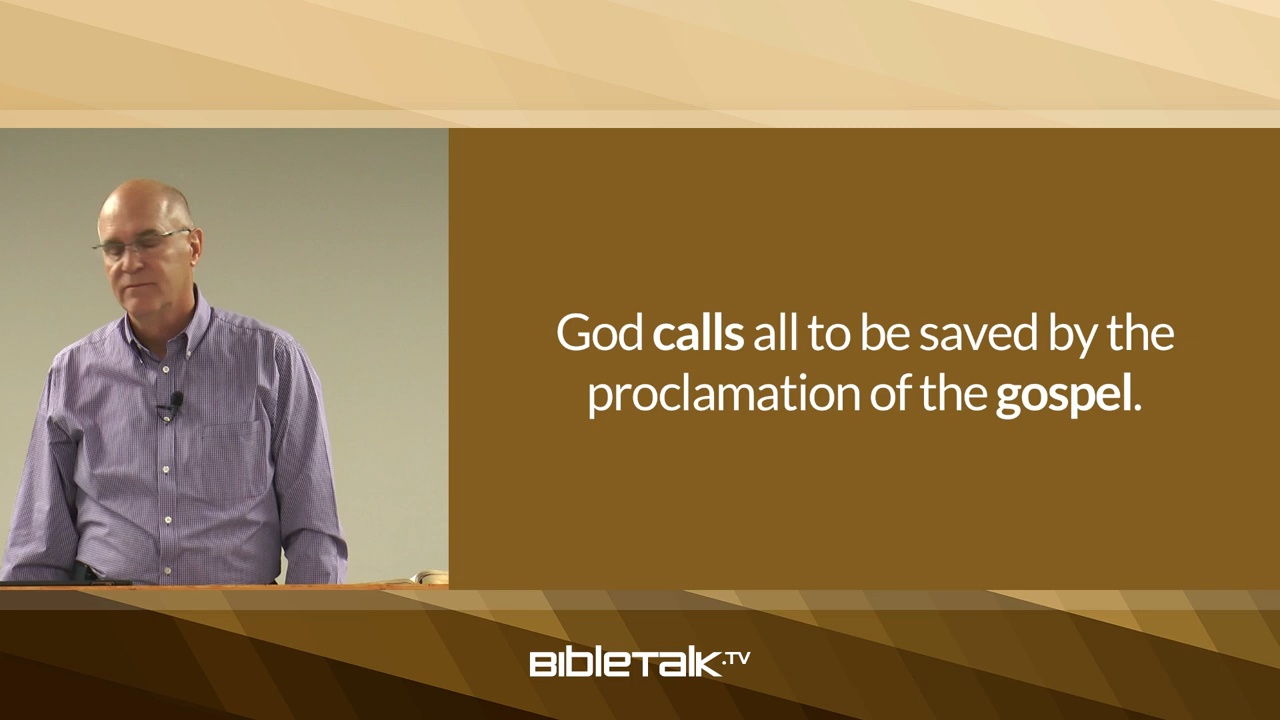 God calls all to be saved by the
proclamation of the gospel.
BibleTalk.TV